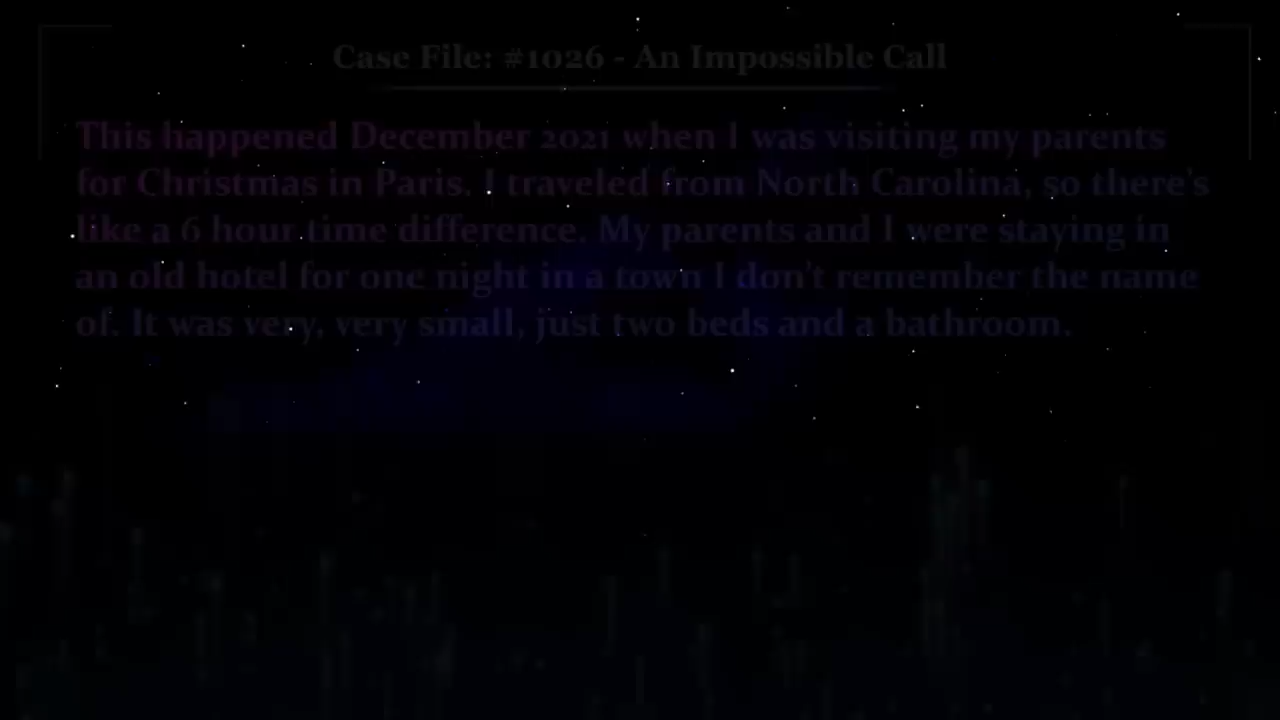 Case File: #1026 - An Impossible Call
This happened December 2021 when I was visiting my parents
for Christmas in Paris. I traveled from North Carolina, so there's
like a 6 hour time difference. My parents and I were staying in
an old hotel for one night in a town I don't remember the name
of. It was very, very small, just two beds and a bathroom.